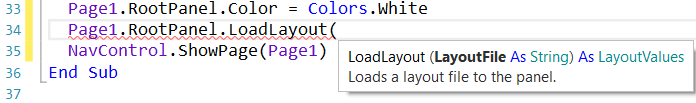 33 Page1.RootPanel.Color = Colors.White
34 Page1.RootPanel.LoadLayout(
35 NavControl.ShowPage(Page1)
LoadLayout (LayoutFile As String) As LayoutValues
36 End Sub
Loads a layout file to the panel.
37